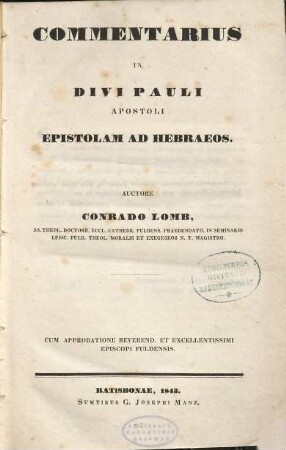 COMMENTARIUS
IN
DIVI PAULI
APOSTOLI
EPISTOLAM AD HEBRAEOS.
AUCTORE
CONRADO LOMB,
SS. THEOL. DOCTORE, ECCL. CATHEDR. FULDENS. PRAEBENDATO, IN SEMINARIO
EPISC. FULD. THEOL. MORALIS ET EXEGESEOS N. T. MAGISTRO.
CUM APPROBATIONE REVEREND. ET EXCELLENTISSIMI
EPISCOPI FULDENSIS.
RATISBONAE, 1843.
SUMTIBUS G. JOSEPHI MANZ.